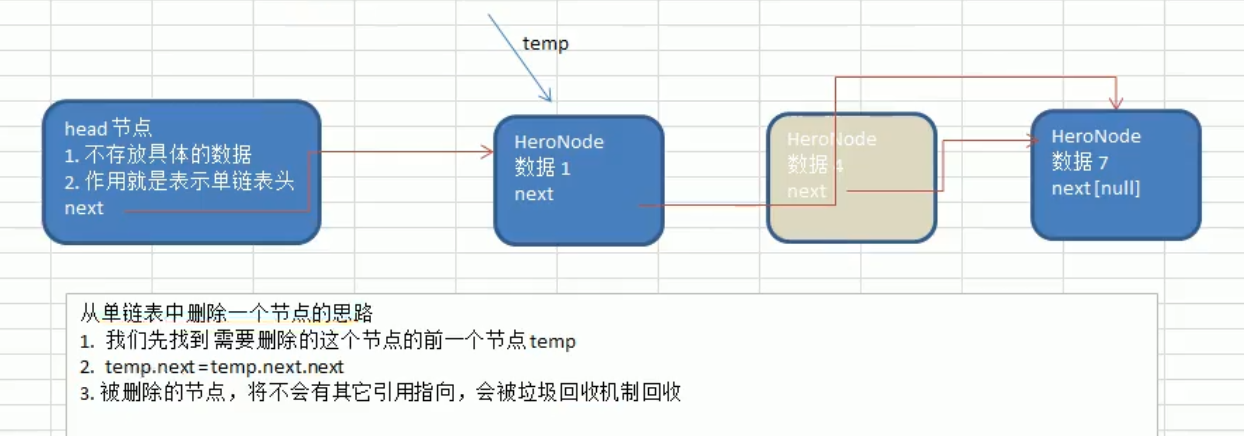 temp
head 节点
1. 不存放具体的数据
2. 作用就是表示单链表头
next
HeroNode
数据 1
next
HeroNode
数据 4
next
HeroNode
数据 7
next [null]
从单链表中删除一个节点的思路
1. 我们先找到 需要删除的这个节点的前一个节点 temp
2. temp.next = temp.next.next
3. 被删除的节点，将不会有其它引用指向，会被垃圾回收机制回收